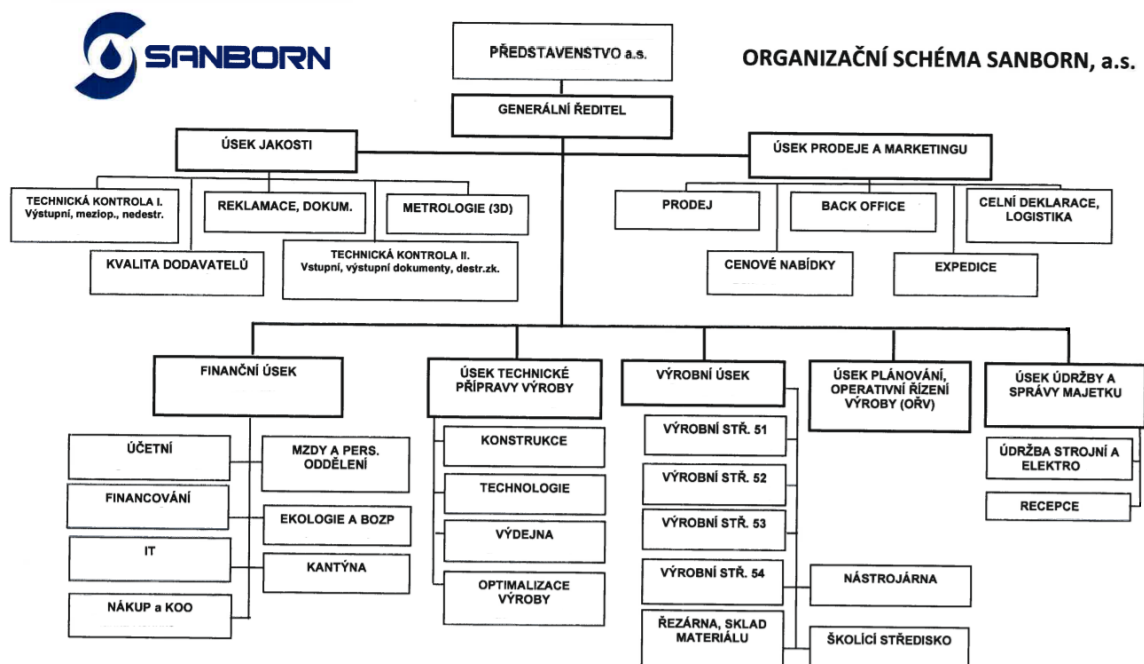 SANBORN
PŘEDSTAVENSTVO a.s.
ORGANIZAČNÍ SCHÉMA SANBORN, a.s.
GENERÁLNÍ ŘEDITEL
ÚSEK JAKOSTI
ÚSEK PRODEJE A MARKETINGU
TECHNICKÁ KONTROLA I.
Výstupní, meziop., nedestr.
REKLAMACE, DOKUM.
METROLOGIE (3D)
KVALITA DODAVATELŮ
TECHNICKÁ KONTROLA II.
Vstupní, výstupní dokumenty, destr.zk.
PRODEJ
BACK OFFICE
CELNÍ DEKLARACE,
LOGISTIKA
CENOVÉ NABÍDKY
EXPEDICE
FINANČNÍ ÚSEK
ÚSEK TECHNICKÉ
PŘÍPRAVY VÝROBY
VÝROBNÍ ÚSEK
ÚSEK PLÁNOVÁNÍ,
OPERATIVNÍ ŘÍZENÍ
VÝROBY (OŘV)
ÚSEK ÚDRŽBY A
SPRÁVY MAJETKU
ÚČETNÍ
MZDY A PERS.
ODDĚLENÍ
FINANCOVÁNÍ
EKOLOGIE A BOZP
IT
KANTÝNA
NÁKUP a KOO
KONSTRUKCE
TECHNOLOGIE
VÝDEJNA
OPTIMALIZACE
VÝROBY
VÝROBNÍ STŘ. 51
VÝROBNÍ STŘ. 52
VÝROBNÍ STŘ. 53
VÝROBNÍ STŘ. 54
ŘEZÁRNA, SKLAD
MATERIÁLU
NÁSTROJÁRNA
ŠKOLÍCÍ STŘEDISKO
ÚDRŽBA STROJNÍ A
ELEKTRO
RECEPCE